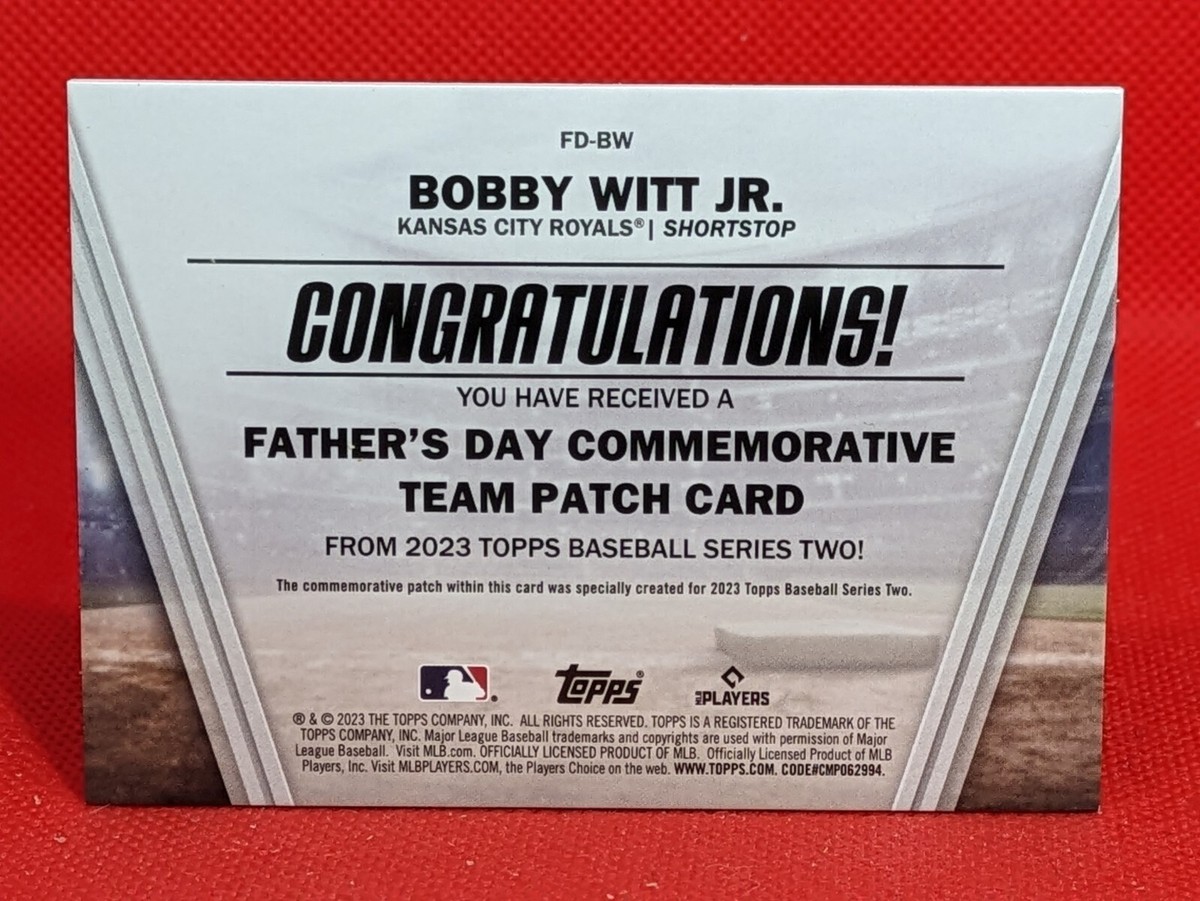 FD-BW
BOBBY WITT JR.
KANSAS CITY ROYALS® | SHORTSTOP
CONGRATULATIONS!
YOU HAVE RECEIVED A
FATHER'S DAY COMMEMORATIVE
TEAM PATCH CARD
FROM 2023 TOPPS BASEBALL SERIES TWO!
The commemorative patch within this card was specially created for 2023 Topps Baseball Series Two.
topps®
MLB PLAYERS
® & © 2023 THE TOPPS COMPANY, INC. ALL RIGHTS RESERVED. TOPPS IS A REGISTERED TRADEMARK OF THE
TOPPS COMPANY, INC. Major League Baseball trademarks and copyrights are used with permission of Major
League Baseball. Visit MLB.com. OFFICIALLY LICENSED PRODUCT OF MLB. Officially Licensed Product of MLB
Players, Inc. Visit MLBPLAYERS.COM, the Players Choice on the web. WWW.TOPPS.COM. CODE#CMP062994.